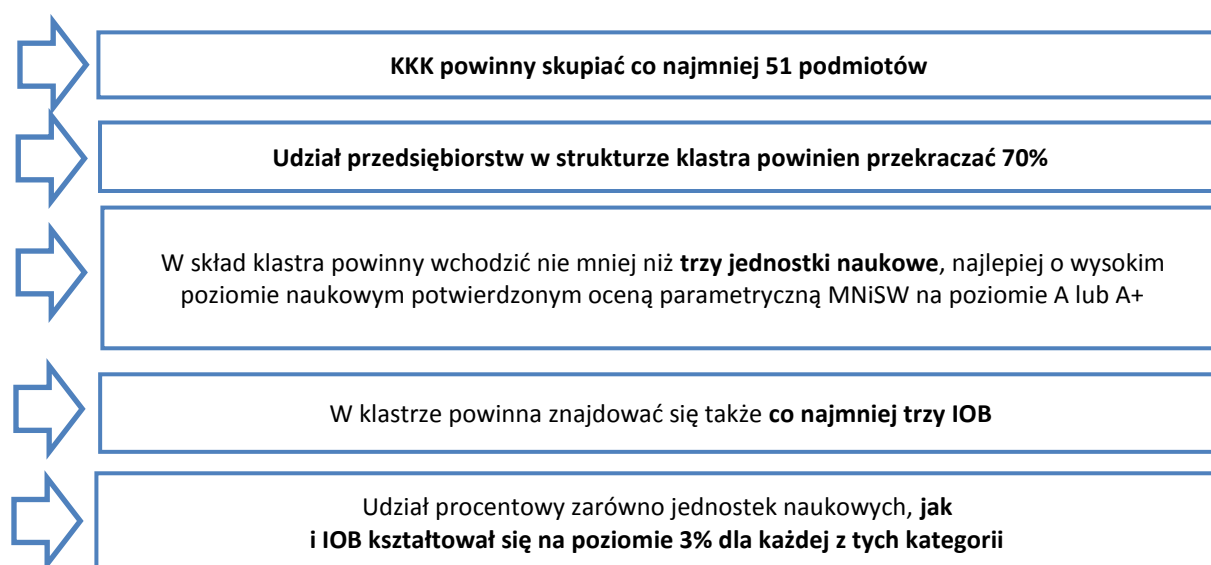 KKK powinny skupiać co najmniej 51 podmiotów
Udział przedsiębiorstw w strukturze klastra powinien przekraczać 70%
W skład klastra powinny wchodzić nie mniej niż trzy jednostki naukowe, najlepiej o wysokim
poziomie naukowym potwierdzonym oceną parametryczną MNiSW na poziomie A lub A+
W klastrze powinna znajdować się także co najmniej trzy IOB
Udział procentowy zarówno jednostek naukowych, jak
i IOB kształtował się na poziomie 3% dla każdej z tych kategorii